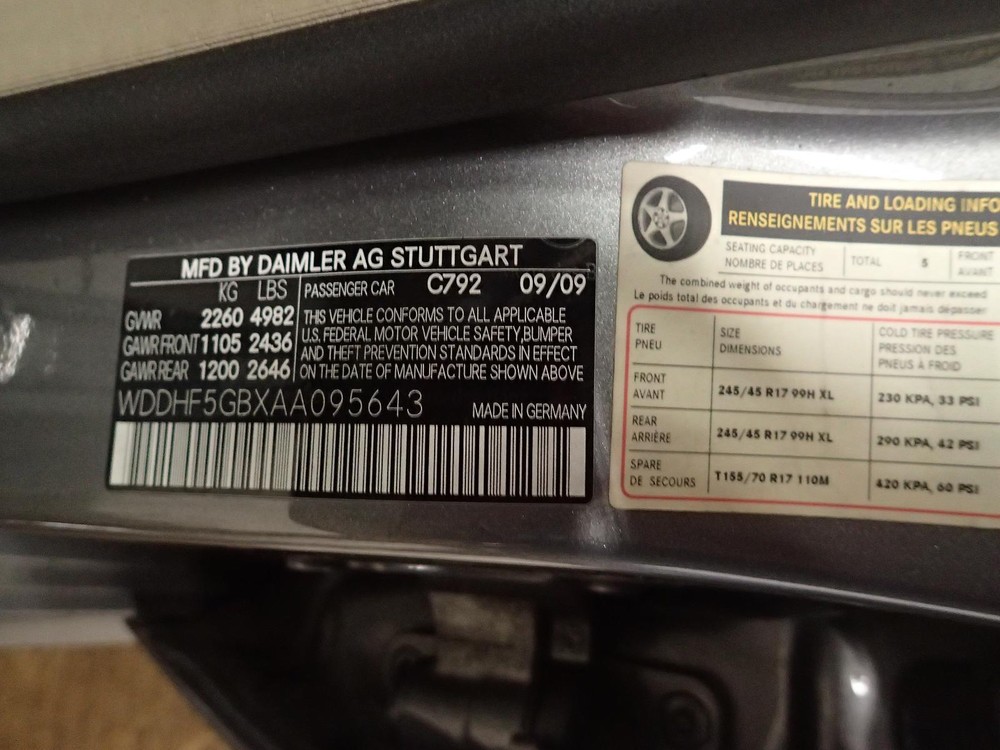 MFD BY DAIMLER AG STUTTGART
KG LBS
GVWR 2260 4982
GAWR FRONT 1105 2436
GAWR REAR 1200 2646
PASSENGER CAR C792 09/09
THIS VEHICLE CONFORMS TO ALL APPLICABLE
U.S. FEDERAL MOTOR VEHICLE SAFETY,BUMPER
AND THEFT PREVENTION STANDARDS IN EFFECT
ON THE DATE OF MANUFACTURE SHOWN ABOVE
WDDHF5GBXAA095643 MADE IN GERMANY
TIRE AND LOADING INFO
RENSEIGNEMENTS SUR LES PNEUS
SEATING CAPACITY
NOMBRE DE PLACES
TOTAL 5
FRONT
AVANT
The combined weight of occupants and cargo should never exceed
Le poids total des occupants et du chargement ne doit jamais dépasser
TIRE
PNEU
SIZE
DIMENSIONS
COLD TIRE PRESSURE
PRESSION DES
PNEUS À FROID
FRONT
AVANT
245/45 R17 99H XL
230 KPA, 33 PSI
REAR
ARRIÈRE
245/45 R17 99H XL
290 KPA, 42 PSI
SPARE
DE SECOURS
T155/70 R17 110M
420 KPA, 60 PSI